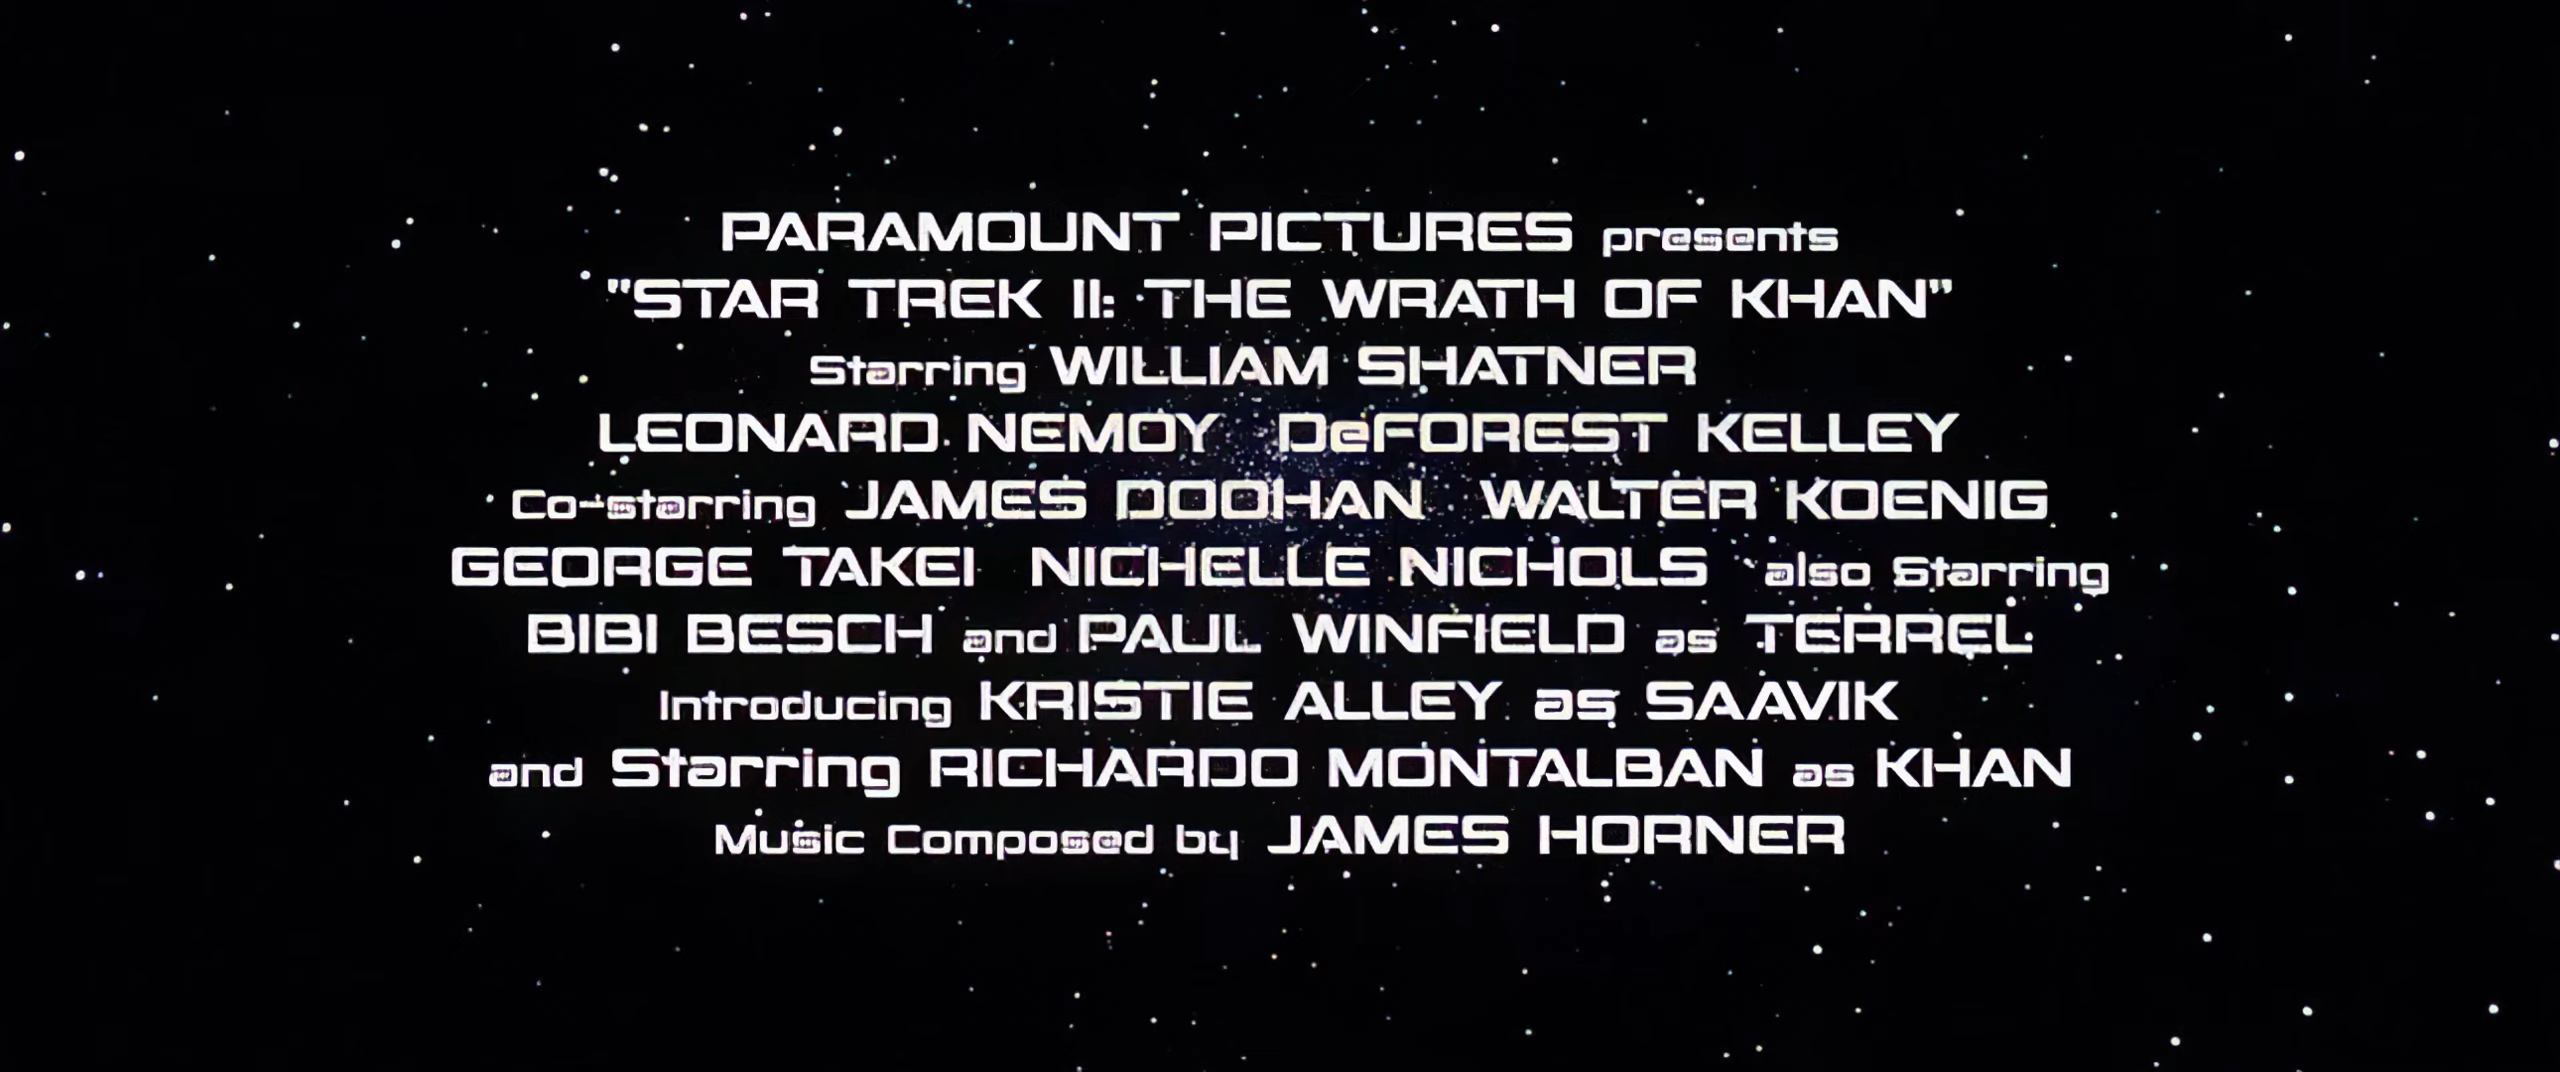 PARAMOUNT PICTURES presents
"STAR TREK II: THE WRATH OF KHAN"
Starring WILLIAM SHATNER
LEONARD NEMOY DeFOREST KELLEY
Co-starring JAMES DOOHAN WALTER KOENIG
GEORGE TAKEI NICHELLE NICHOLS also Starring
BIBI BESCH and PAUL WINFIELD as TERREL
Introducing KRISTIE ALLEY as SAAVIK
and Starring RICHARDO MONTALBAN as KHAN
Music Composed by JAMES HORNER